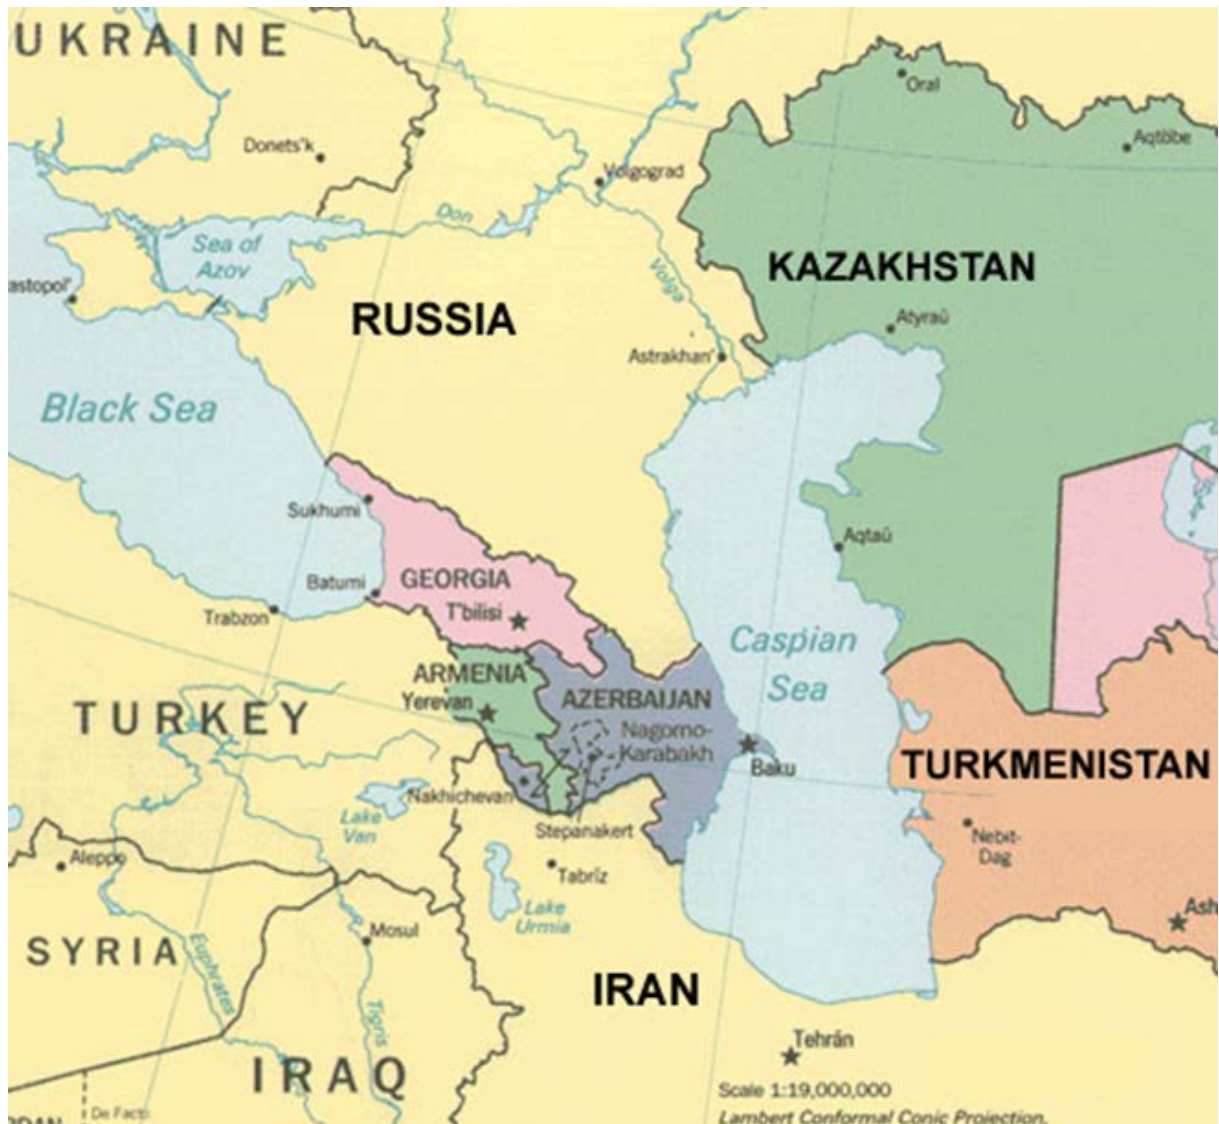 UKRAINE
Oral
Donets'k
Aqtöbe
Volgograd
Don
Sea of
Azov
KAZAKHSTAN
Volga
astopol'
RUSSIA
Atyraū
Astrakhan'
Black Sea
Sukhumi
Aqtaū
GEORGIA
Batumi
T'bilisi
Trabzon
Caspian
Sea
ARMENIA
AZERBAIJAN
Yerevan
TURKEY
Nagorno-
Karabakh
Baku
TURKMENISTAN
Nakhichevan
Lake
Van
Stepanakert
Nebit-
Dag
Aleppo
Tabrīz
Lake
Urmia
Ash
Mosul
SYRIA
Euphrates
IRAN
Tigris
Tehrān
IRAQ
Scale 1:19,000,000
De Facto
DAN
Lambert Conformal Conic Projection,